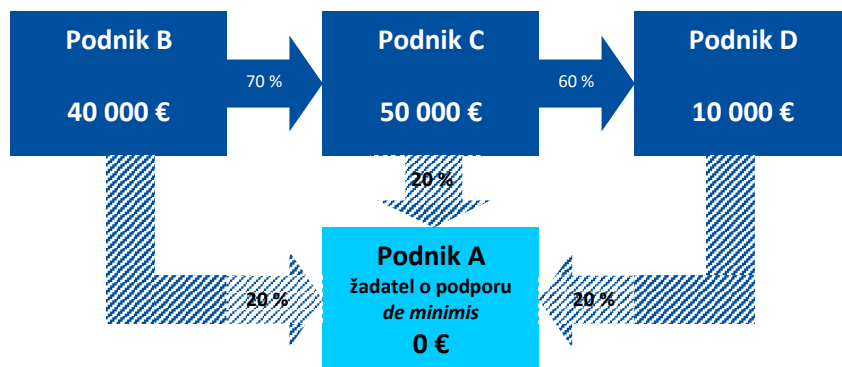 Podnik B
40 000 €
70 %
Podnik C
50 000 €
60 %
Podnik D
10 000 €
20 %
20 %
Podnik A
žadatel o podporu
de minimis
0 €
20 %